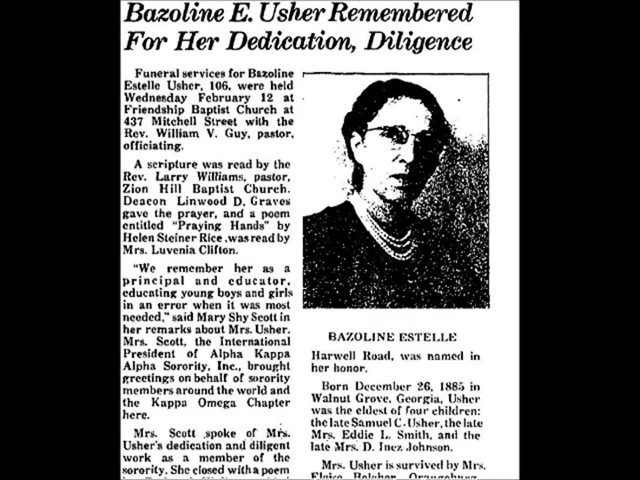 Bazoline E. Usher Remembered
For Her Dedication, Diligence
Funeral services for Bazoline
Estelle Usher, 106, were held
Wednesday February 12 at
Friendship Baptist Church at
437 Mitchell Street with the
Rev. William V. Guy, pastor,
officiating.
A scripture was read by the
Rev. Larry Williams, pastor,
Zion Hill Baptist Church.
Deacon Linwood D. Graves
gave the prayer, and a poem
entitled "Praying Hands" by
Helen Steiner Rice ,was read by
Mrs. Luvenia Clifton.
"We remember her as a
principal and educator,
educating young boys and girls
in an error when it was most
needed," said Mary Shy Scott in
her remarks about Mrs. Usher.
Mrs. Scott, the International
President of Alpha Kappa
Alpha Sorority, Inc., brought
greetings on behalf of sorority
members around the world and
the Kappa Omega Chapter
here.
Mrs. Scott spoke of Mrs.
Usher's dedication and diligent
work as a member of the
sorority. She closed with a poem
BAZOLINE ESTELLE
Harwell Road, was named in
her honor.
Born December 26, 1885 in
Walnut Grove, Georgia, Usher
was the eldest of four children:
the late Samuel C. Usher, the late
Mrs. Eddie L. Smith, and the
late Mrs. D. Inez Johnson.
Mrs. Usher is survived by Mrs.